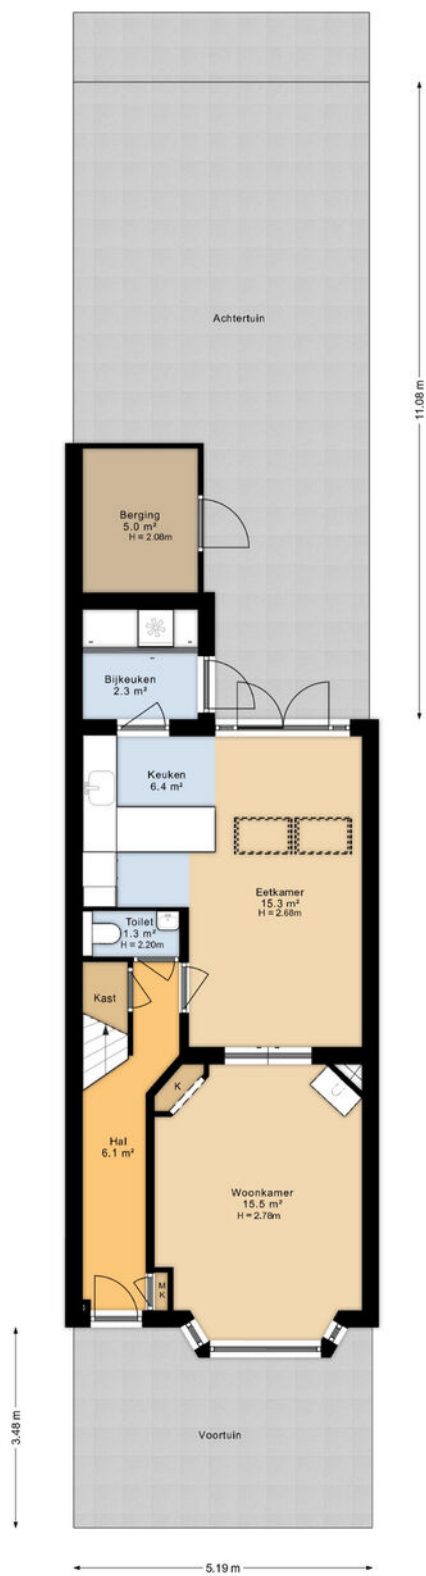 Achtertuin
11.08 m
Berging
5.0 m²
H = 2.08m
Bijkeuken
2.3 m²
Keuken
6.4 m²
Eetkamer
15.3 m²
H = 2.68m
Toilet
1.3 m²
H = 2.20m
Kast
K
Hal
6.1 m²
Woonkamer
15.5 m²
H = 2.78m
M
K
3.48 m
Voortuin
5.19 m